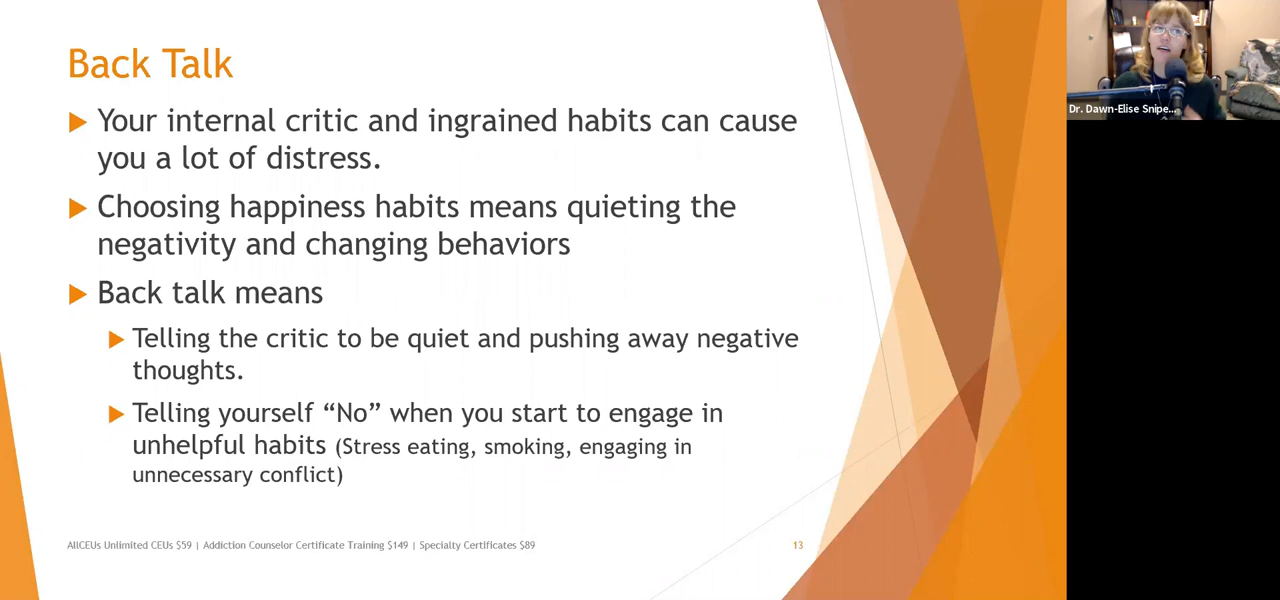 Back Talk
Your internal critic and ingrained habits can cause
you a lot of distress.
Choosing happiness habits means quieting the
negativity and changing behaviors
Back talk means
Telling the critic to be quiet and pushing away negative
thoughts.
Telling yourself “No” when you start to engage in
unhelpful habits (Stress eating, smoking, engaging in
unnecessary conflict)
AllCEUs Unlimited CEUs $59 | Addiction Counselor Certificate Training $149 | Specialty Certificates $89
13
Dr. Dawn-Elise Snipe...